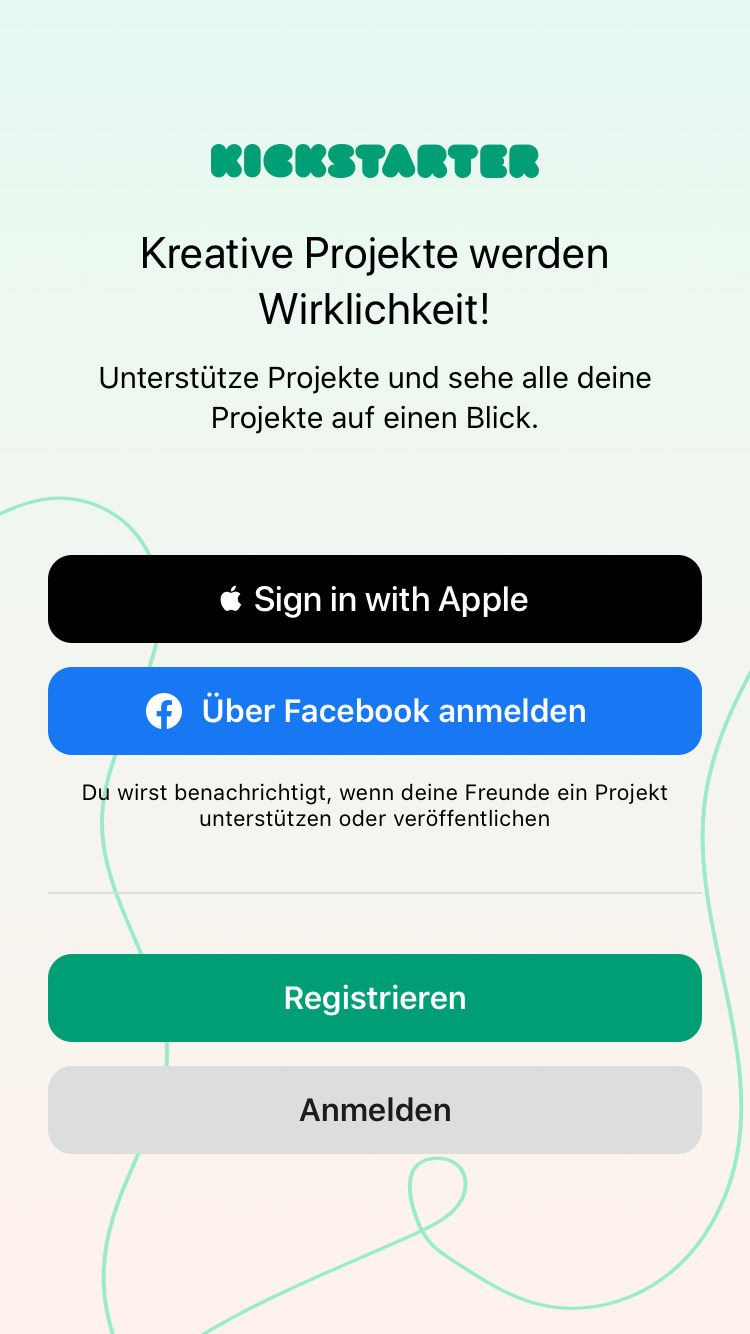 KICKSTARTER
Kreative Projekte werden
Wirklichkeit!
Unterstütze Projekte und sehe alle deine
Projekte auf einen Blick.
Sign in with Apple
Über Facebook anmelden
Du wirst benachrichtigt, wenn deine Freunde ein Projekt
unterstützen oder veröffentlichen
Registrieren
Anmelden